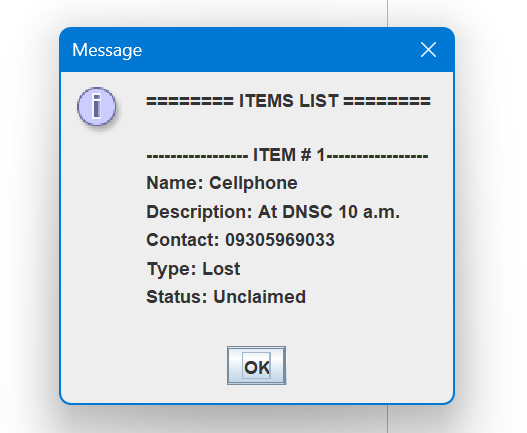 Message
======== ITEMS LIST ========
----------------- ITEM # 1-----------------
Name: Cellphone
Description: At DNSC 10 a.m.
Contact: 09305969033
Type: Lost
Status: Unclaimed
OK